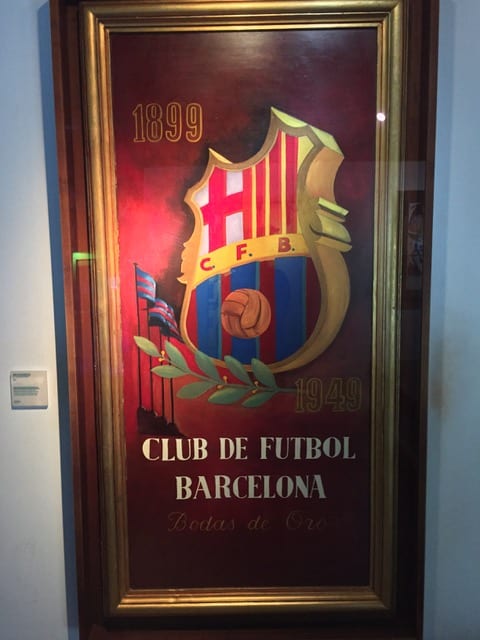 1899
C. F. B.
1949
CLUB DE FUTBOL
BARCELONA
Bodas de Oro